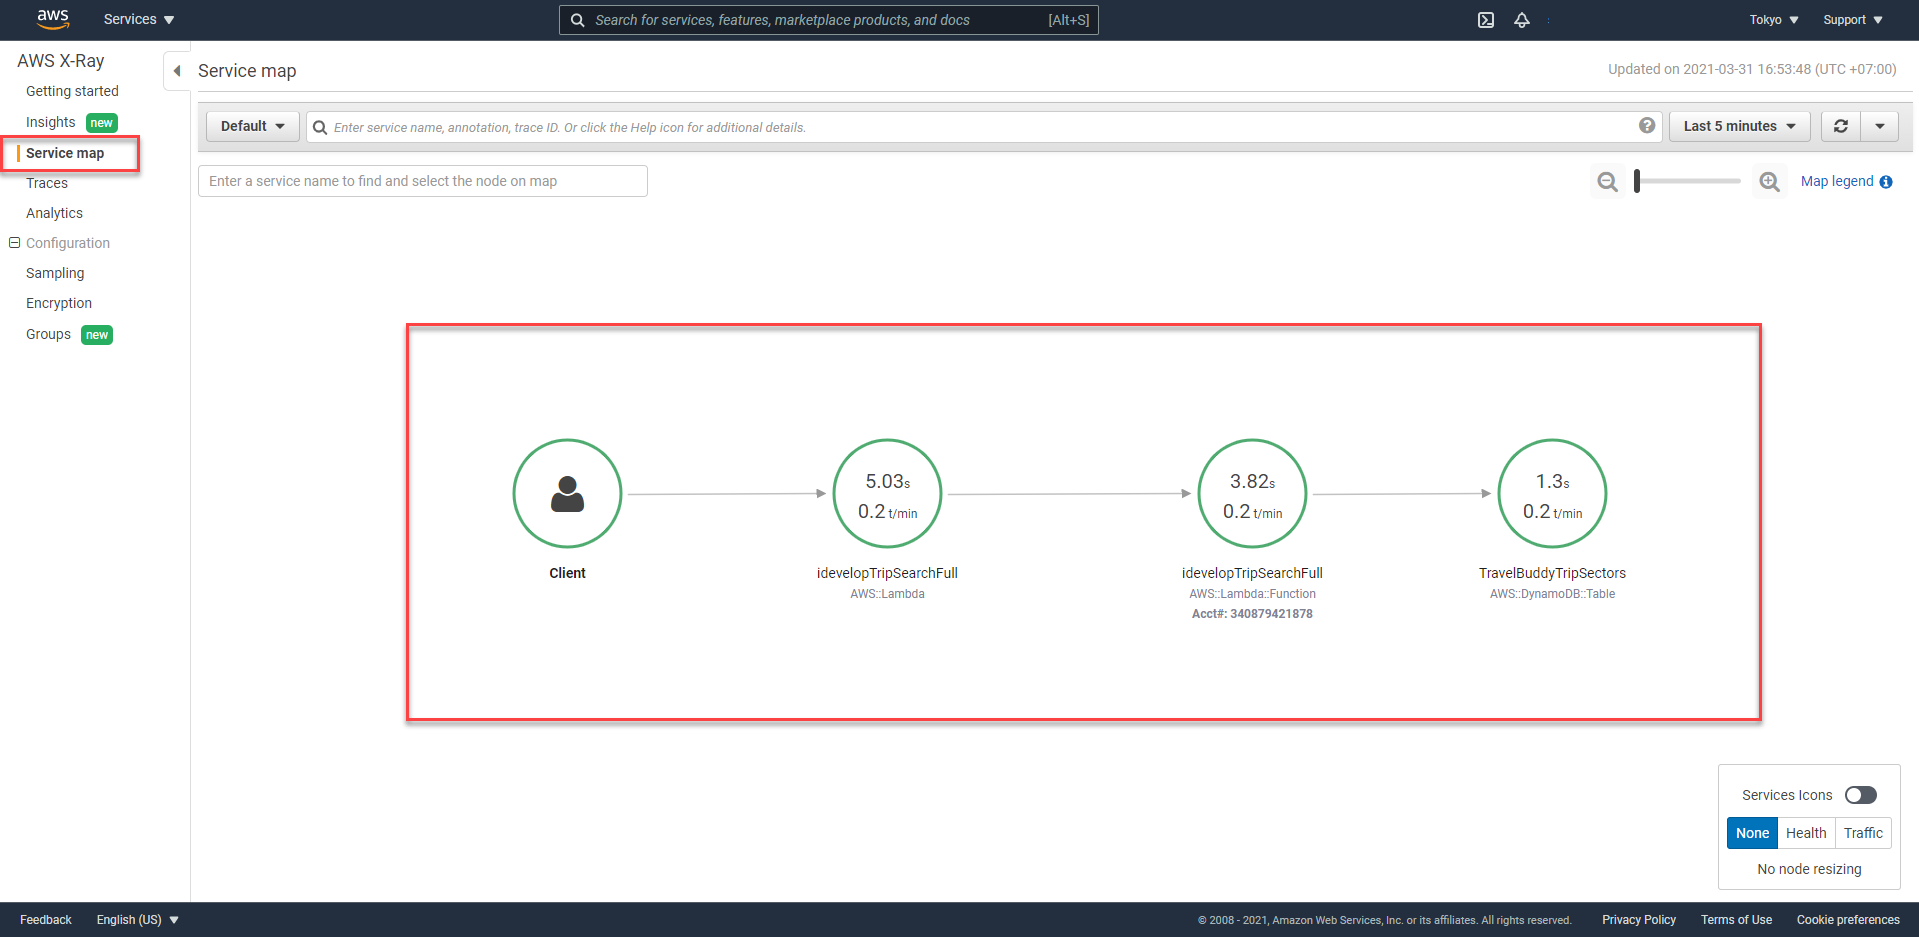 aws
Services
Search for services, features, marketplace products, and docs
[Alt+S]
Tokyo
Support
AWS X-Ray
Getting started
Insights new
Service map
Traces
Analytics
Configuration
Sampling
Encryption
Groups new
Service map
Updated on 2021-03-31 16:53:48 (UTC +07:00)
Default
Enter service name, annotation, trace ID. Or click the Help icon for additional details.
?
Last 5 minutes
Enter a service name to find and select the node on map
Map legend
Client
5.03s
0.2 t/min
idevelopTripSearchFull
AWS::Lambda
3.82s
0.2 t/min
idevelopTripSearchFull
AWS::Lambda::Function
Acct#: 340879421878
1.3s
0.2 t/min
TravelBuddyTripSectors
AWS::DynamoDB::Table
Services Icons
None Health Traffic
No node resizing
Feedback
English (US)
© 2008 - 2021, Amazon Web Services, Inc. or its affiliates. All rights reserved.
Privacy Policy
Terms of Use
Cookie preferences